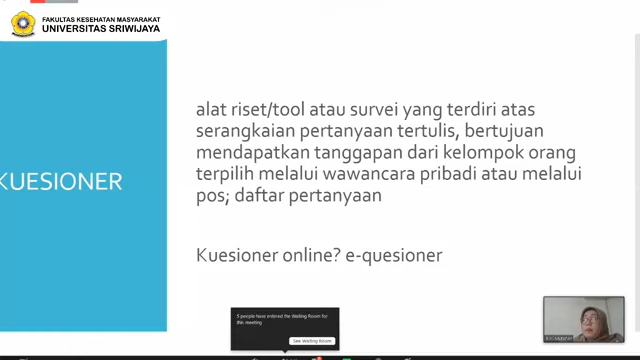 FAKULTAS KESEHATAN MASYARAKAT
UNIVERSITAS SRIWIJAYA
KUESIONER
alat riset/tool atau survei yang terdiri atas
serangkaian pertanyaan tertulis, bertujuan
mendapatkan tanggapan dari kelompok orang
terpilih melalui wawancara pribadi atau melalui
pos; daftar pertanyaan
Kuesioner online? e-quesioner
5 people have entered the Waiting Room for
this meeting
See Waiting Room